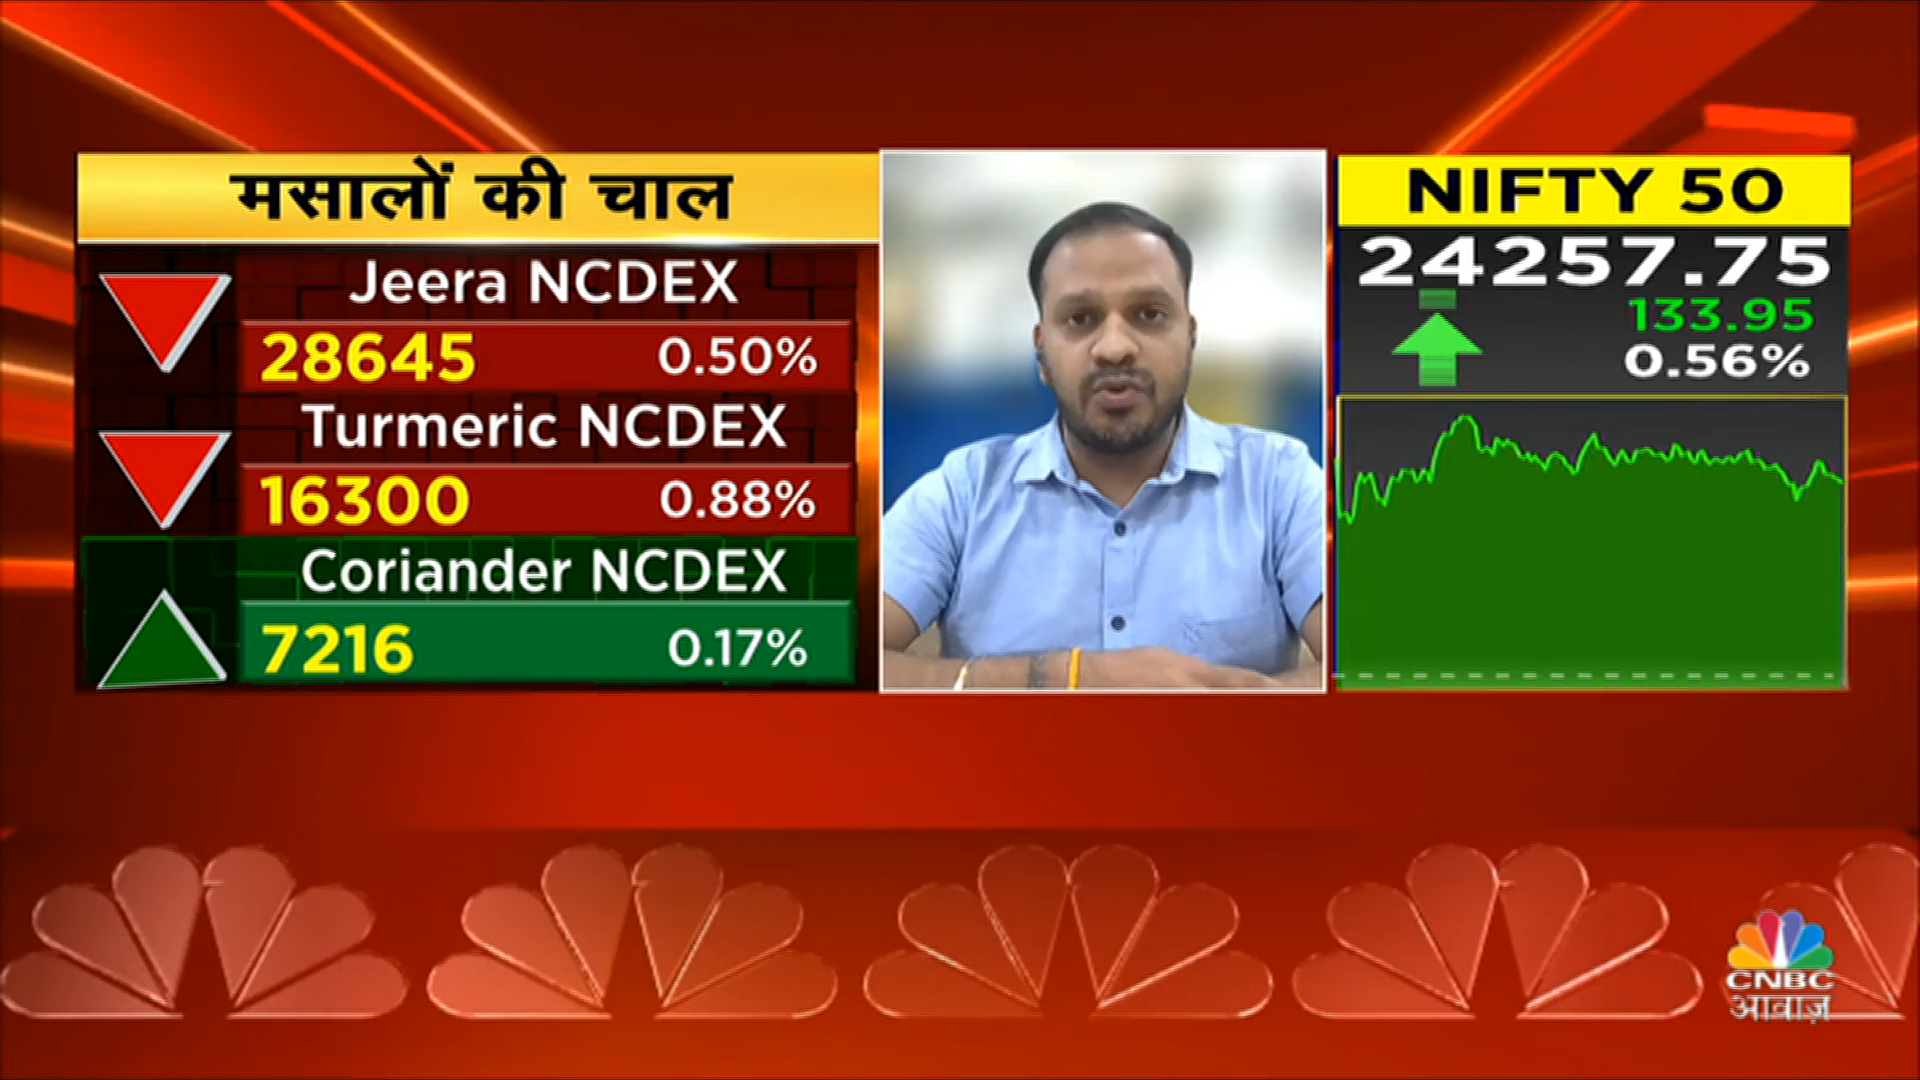 मसालों की चाल
Jeera NCDEX
28645 0.50%
Turmeric NCDEX
16300 0.88%
Coriander NCDEX
7216 0.17%
NIFTY 50
24257.75
133.95
0.56%
CNBC
आवाज़